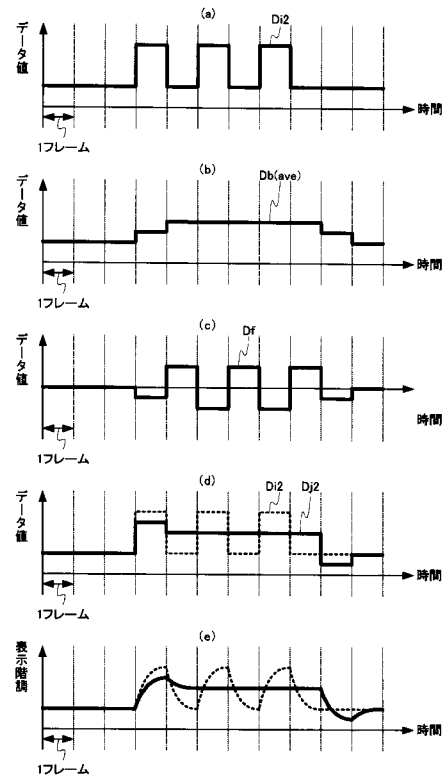 (a)
Di2
データ値
時間
1フレーム
(b)
Db(ave)
データ値
時間
1フレーム
(c)
Df
データ値
時間
1フレーム
(d)
Di2 Dj2
データ値
時間
1フレーム
(e)
表示階調
時間
1フレーム